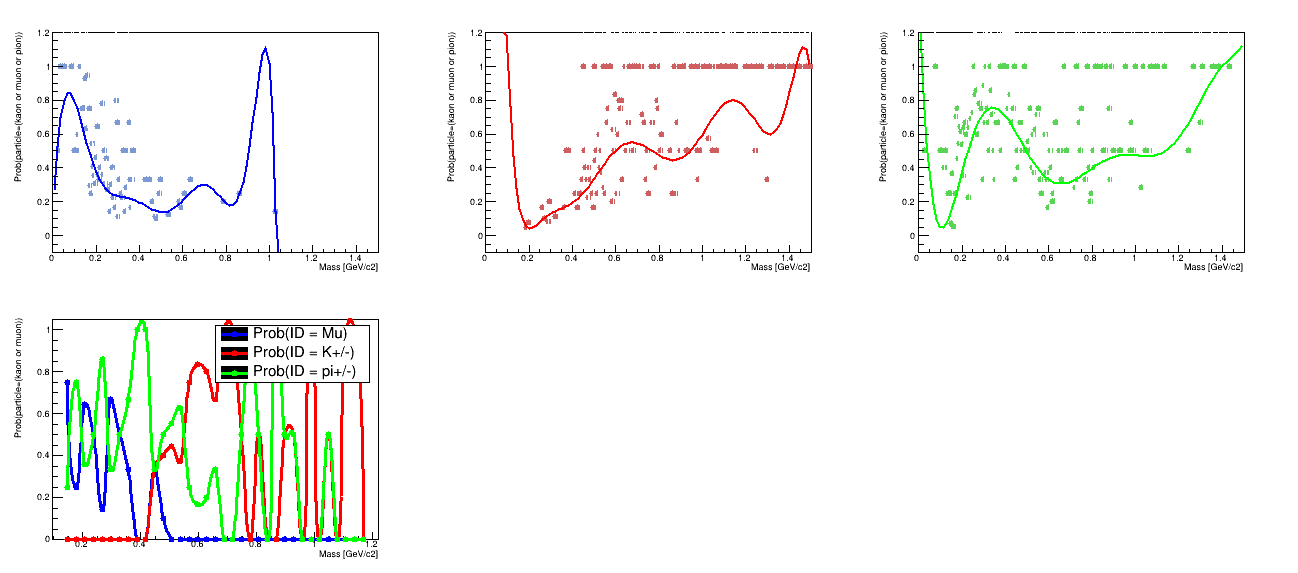 Prob(particle=(kaon or muon or pion))
1.2
1
0.8
0.6
0.4
0.2
0
0 0.2 0.4 0.6 0.8 1 1.2 1.4
Mass [GeV/c2]
Prob(particle=(kaon or muon or pion))
1.2
1
0.8
0.6
0.4
0.2
0
0 0.2 0.4 0.6 0.8 1 1.2 1.4
Mass [GeV/c2]
Prob(particle=(kaon or muon or pion))
1.2
1
0.8
0.6
0.4
0.2
0
0 0.2 0.4 0.6 0.8 1 1.2 1.4
Mass [GeV/c2]
Prob(particle=(kaon or muon))
1
0.8
0.6
0.4
0.2
0
0.2 0.4 0.6 0.8 1 1.2
Mass [GeV/c2]
Prob(ID = Mu)
Prob(ID = K+/-)
Prob(ID = pi+/-)